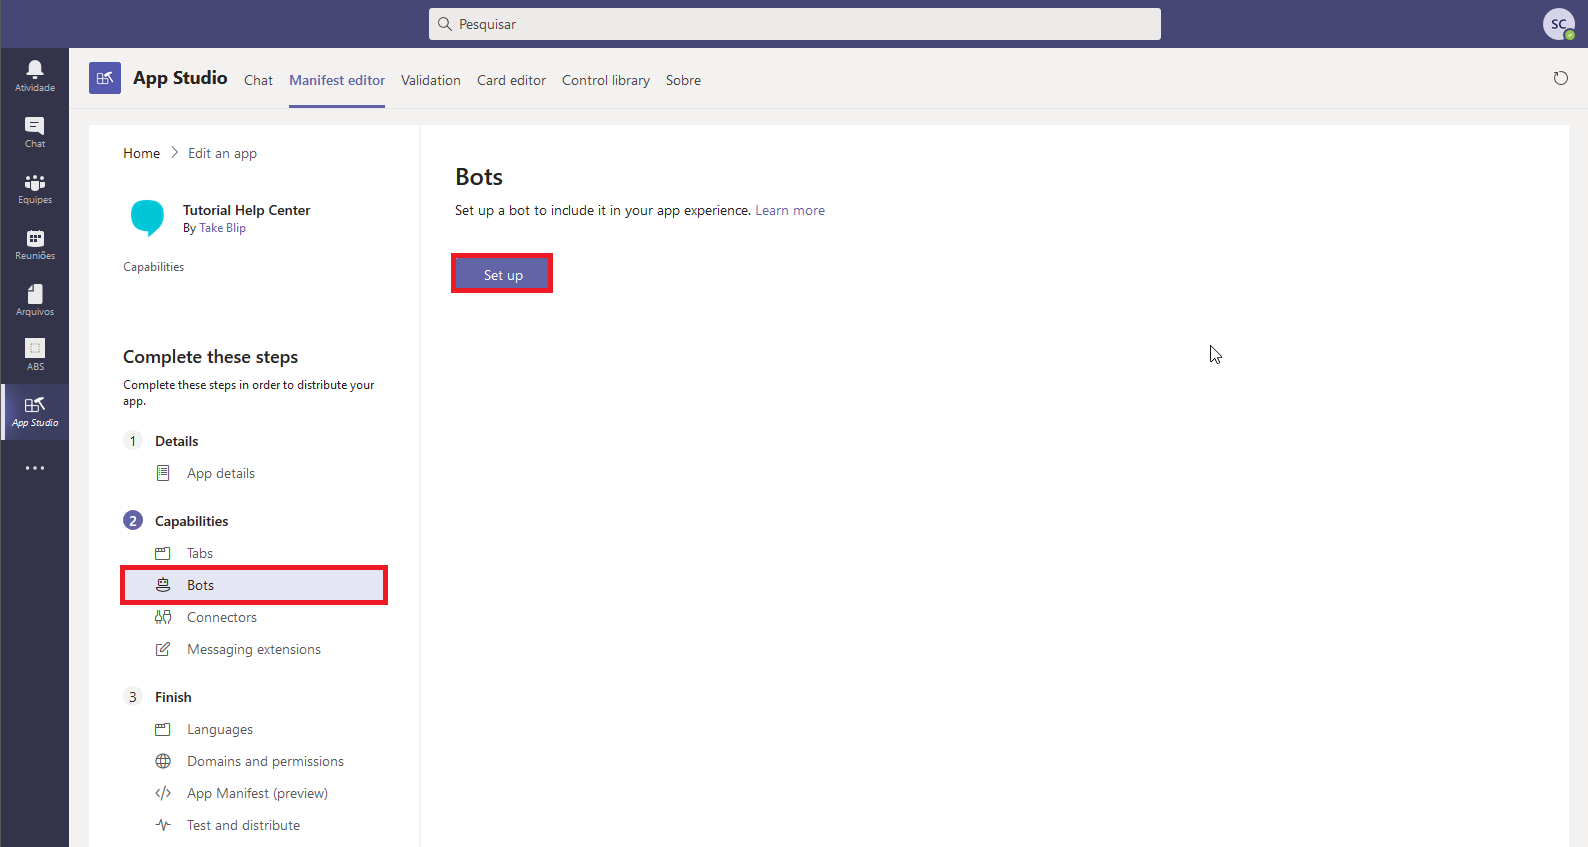 Pesquisar
SC
Atividade
Chat
Equipes
Reuniões
Arquivos
ABS
App Studio
App Studio
Chat
Manifest editor
Validation
Card editor
Control library
Sobre
Home
Edit an app
Tutorial Help Center
By Take Blip
Capabilities
Complete these steps
Complete these steps in order to distribute your
app.
1 Details
App details
2 Capabilities
Tabs
Bots
Connectors
Messaging extensions
3 Finish
Languages
Domains and permissions
App Manifest (preview)
Test and distribute
Bots
Set up a bot to include it in your app experience. Learn more
Set up